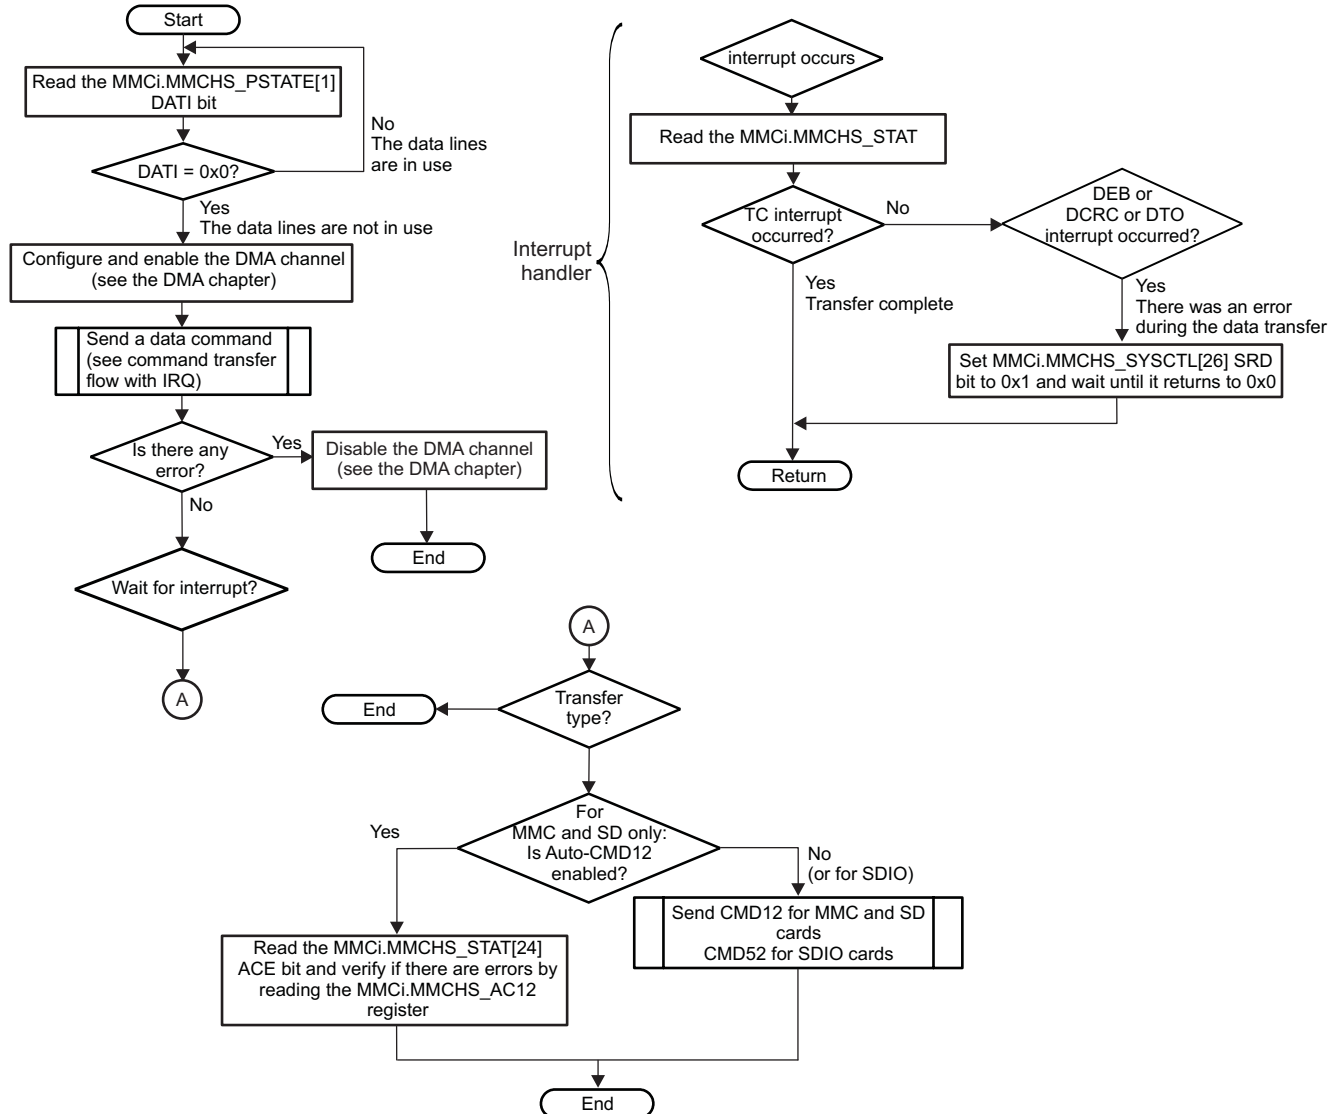 Start
Read the MMCi.MMCHS_PSTATE[1]
DATI bit
No
The data lines
are in use
DATI = 0x0?
Yes
The data lines are not in use
Configure and enable the DMA channel
(see the DMA chapter)
Send a data command
(see command transfer
flow with IRQ)
Is there any
error?
Yes
Disable the DMA channel
(see the DMA chapter)
No
End
Wait for interrupt?
A
Interrupt
handler
interrupt occurs
Read the MMCi.MMCHS_STAT
TC interrupt
occurred?
No
DEB or
DCRC or DTO
interrupt occurred?
Yes
Transfer complete
Yes
There was an error
during the data transfer
Set MMCi.MMCHS_SYSCTL[26] SRD
bit to 0x1 and wait until it returns to 0x0
Return
A
Transfer
type?
End
For
MMC and SD only:
Is Auto-CMD12
enabled?
Yes
No
(or for SDIO)
Send CMD12 for MMC and SD
cards
CMD52 for SDIO cards
Read the MMCi.MMCHS_STAT[24]
ACE bit and verify if there are errors by
reading the MMCi.MMCHS_AC12
register
End